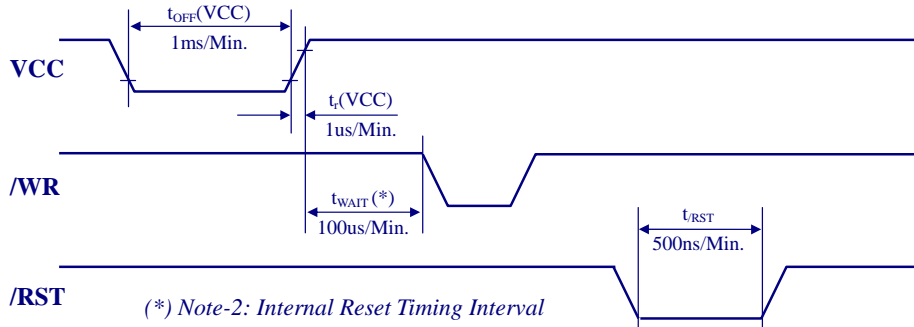 tOFF(VCC)
1ms/Min.
VCC
tr(VCC)
1us/Min.
/WR
tWAIT(*)
100us/Min.
t/RST
500ns/Min.
/RST
(*) Note-2: Internal Reset Timing Interval